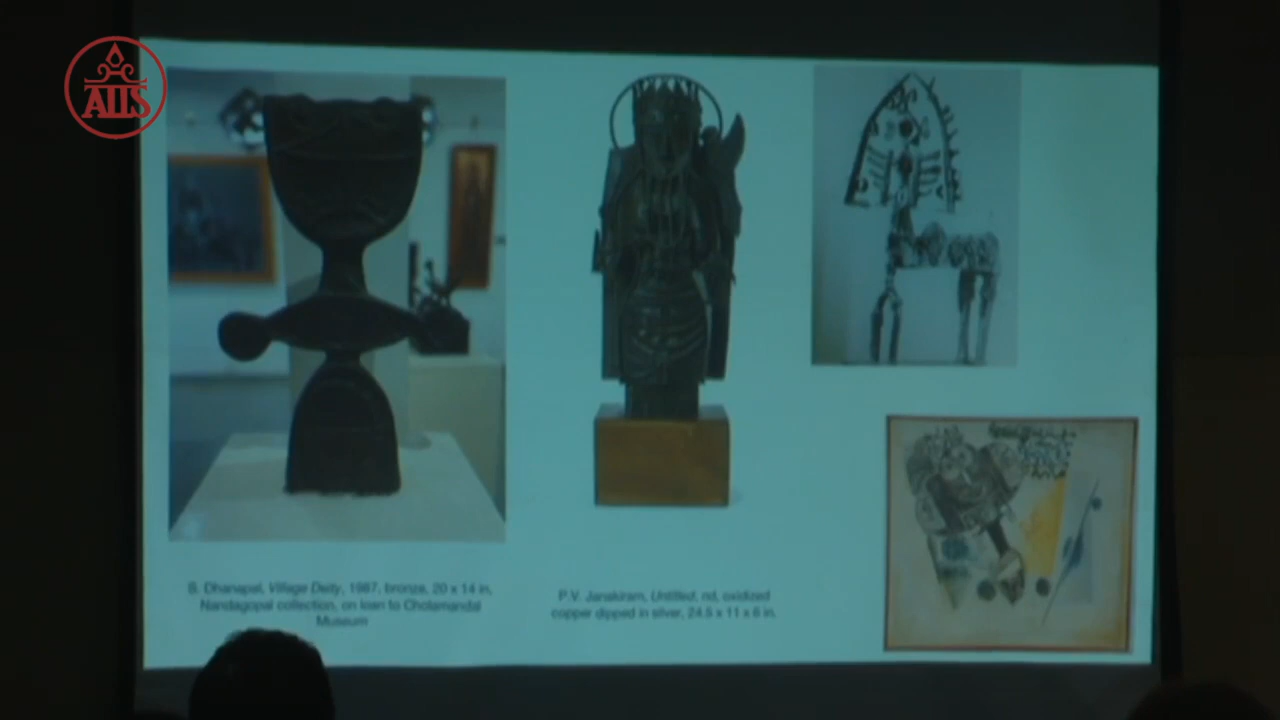 AIIS
S. Dhanapal, Village Deity, 1987, bronze, 20 x 14 in,
Nandagopal collection, on loan to Cholamandal
Museum
P.V. Janakiram, Untitled, nd, oxidized
copper dipped in silver, 24.5 x 11 x 6 in.